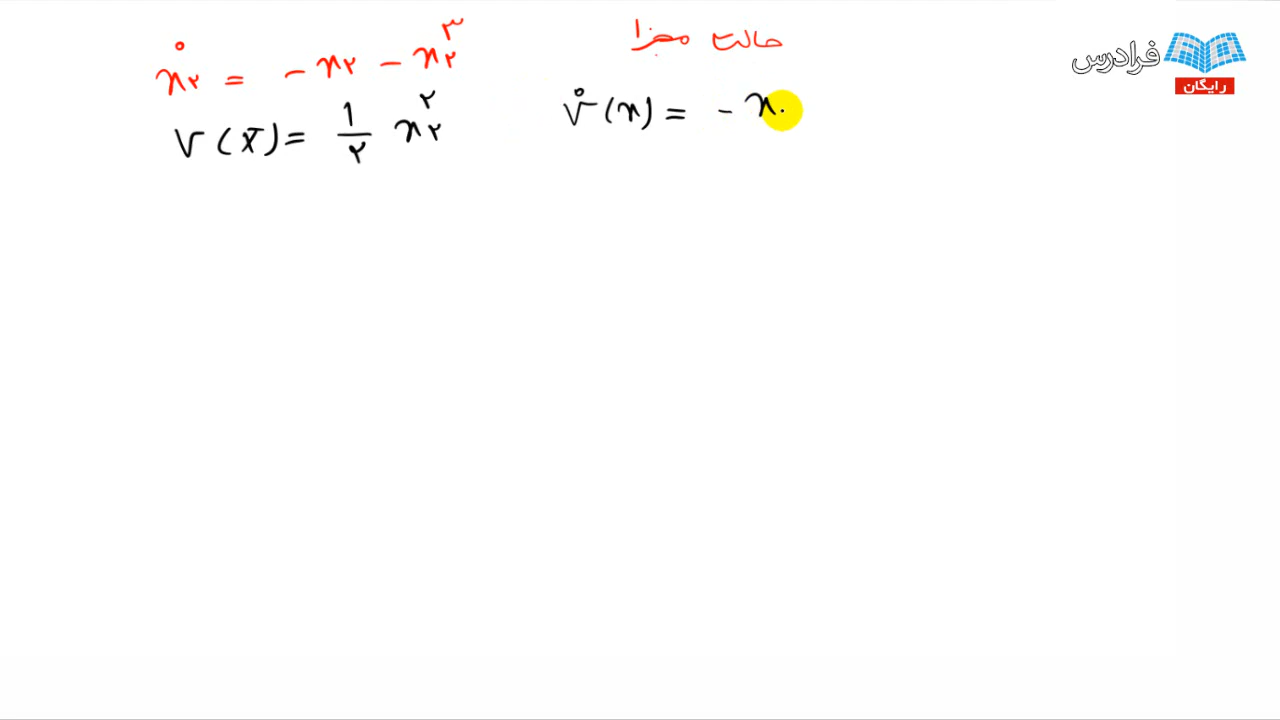 ẋ۲ = - x۲ - x۲^۳
حالت مجزا
V(x̄) = ۱/۲ x۲^۲
V̇(x) = - x
فرادرس
رایگان